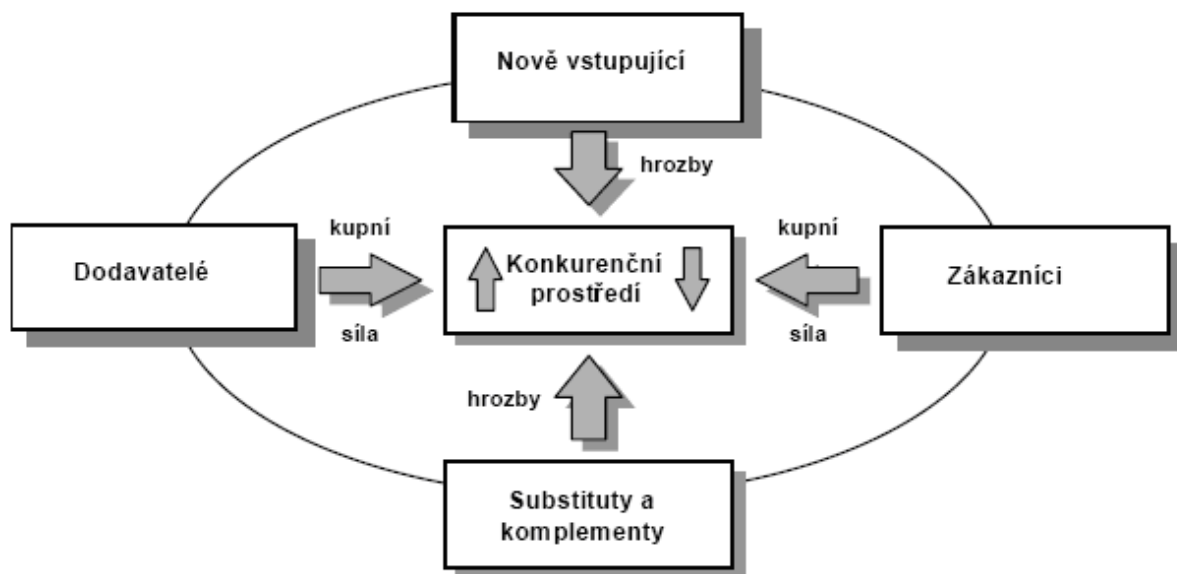 Nově vstupující
hrozby
kupní
Dodavatelé
síla
Konkurenční
prostředí
kupní
Zákazníci
síla
hrozby
Substituty a
komplementy